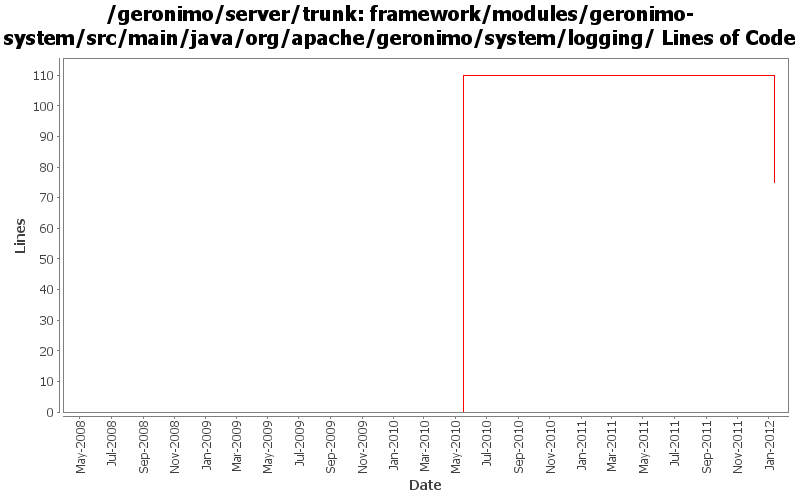 /geronimo/server/trunk: framework/modules/geronimo-
system/src/main/java/org/apache/geronimo/system/logging/ Lines of Code
110
100
90
80
70
60
50
40
30
20
10
0
Lines
May-2008
Jul-2008
Sep-2008
Nov-2008
Jan-2009
Mar-2009
May-2009
Jul-2009
Sep-2009
Nov-2009
Jan-2010
Mar-2010
May-2010
Jul-2010
Sep-2010
Nov-2010
Jan-2011
Mar-2011
May-2011
Jul-2011
Sep-2011
Nov-2011
Jan-2012
Date